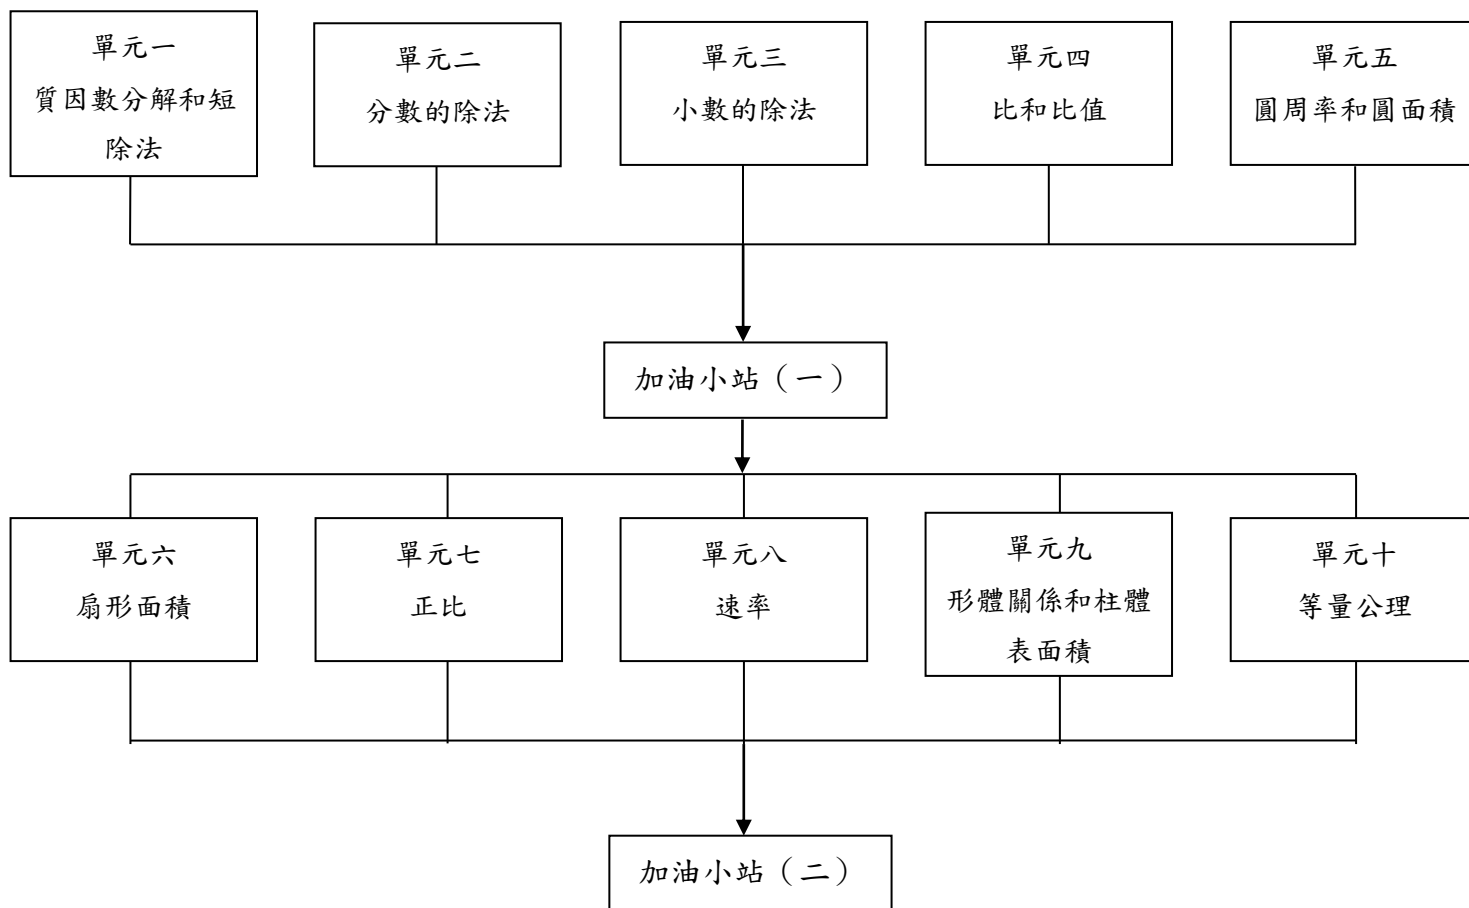 單元一
質因數分解和短
除法
單元二
分數的除法
單元三
小數的除法
單元四
比和比值
單元五
圓周率和圓面積
加油小站（一）
單元六
扇形面積
單元七
正比
單元八
速率
單元九
形體關係和柱體
表面積
單元十
等量公理
加油小站（二）